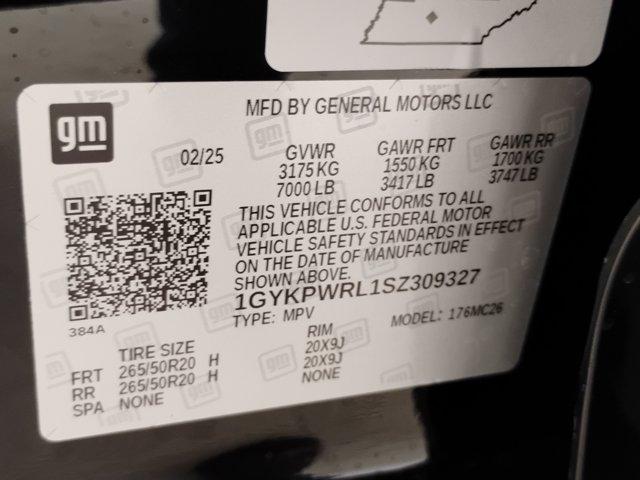 gm
MFD BY GENERAL MOTORS LLC
02/25
GVWR GAWR FRT GAWR RR
3175 KG 1550 KG 1700 KG
7000 LB 3417 LB 3747 LB
THIS VEHICLE CONFORMS TO ALL
APPLICABLE U.S. FEDERAL MOTOR
VEHICLE SAFETY STANDARDS IN EFFECT
ON THE DATE OF MANUFACTURE
SHOWN ABOVE.
1GYKPWRL1SZ309327
TYPE: MPV MODEL: 176MC26
384A
TIRE SIZE RIM
FRT 265/50R20 H 20X9J
RR 265/50R20 H 20X9J
SPA NONE NONE